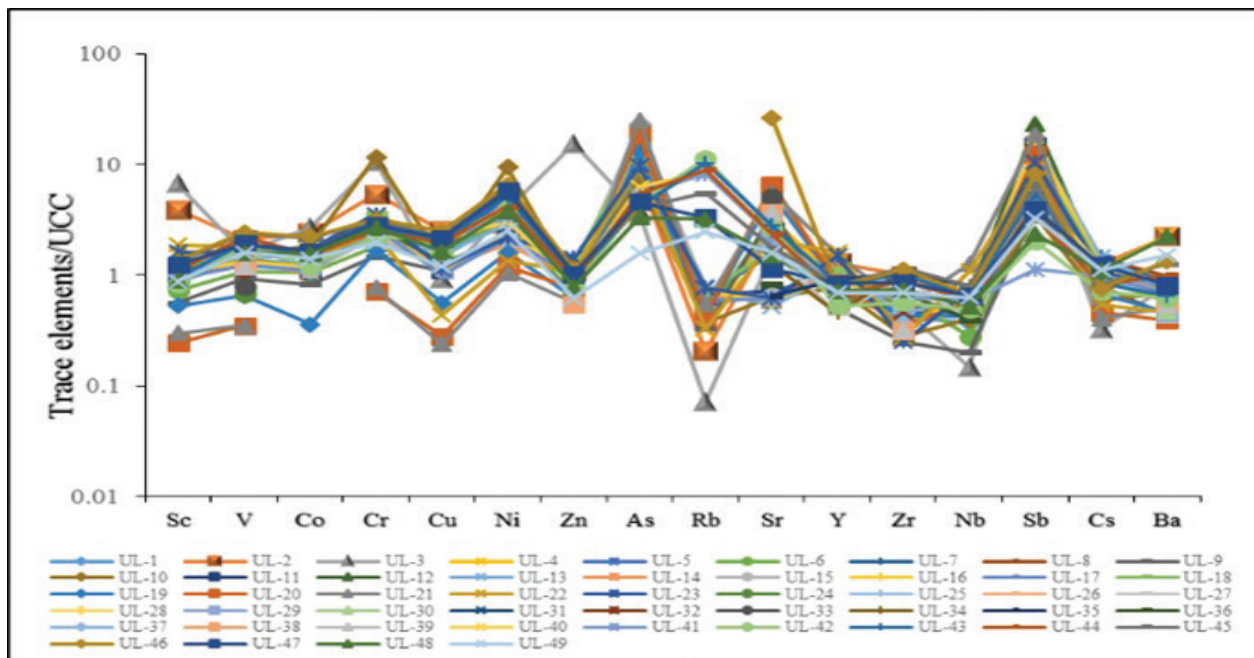 Trace elements/UCC
100
10
1
0.1
0.01
Sc V Co Cr Cu Ni Zn As Rb Sr Y Zr Nb Sb Cs Ba
UL-1 UL-2 UL-3 UL-4 UL-5 UL-6 UL-7 UL-8 UL-9
UL-10 UL-11 UL-12 UL-13 UL-14 UL-15 UL-16 UL-17 UL-18
UL-19 UL-20 UL-21 UL-22 UL-23 UL-24 UL-25 UL-26 UL-27
UL-28 UL-29 UL-30 UL-31 UL-32 UL-33 UL-34 UL-35 UL-36
UL-37 UL-38 UL-39 UL-40 UL-41 UL-42 UL-43 UL-44 UL-45
UL-46 UL-47 UL-48 UL-49